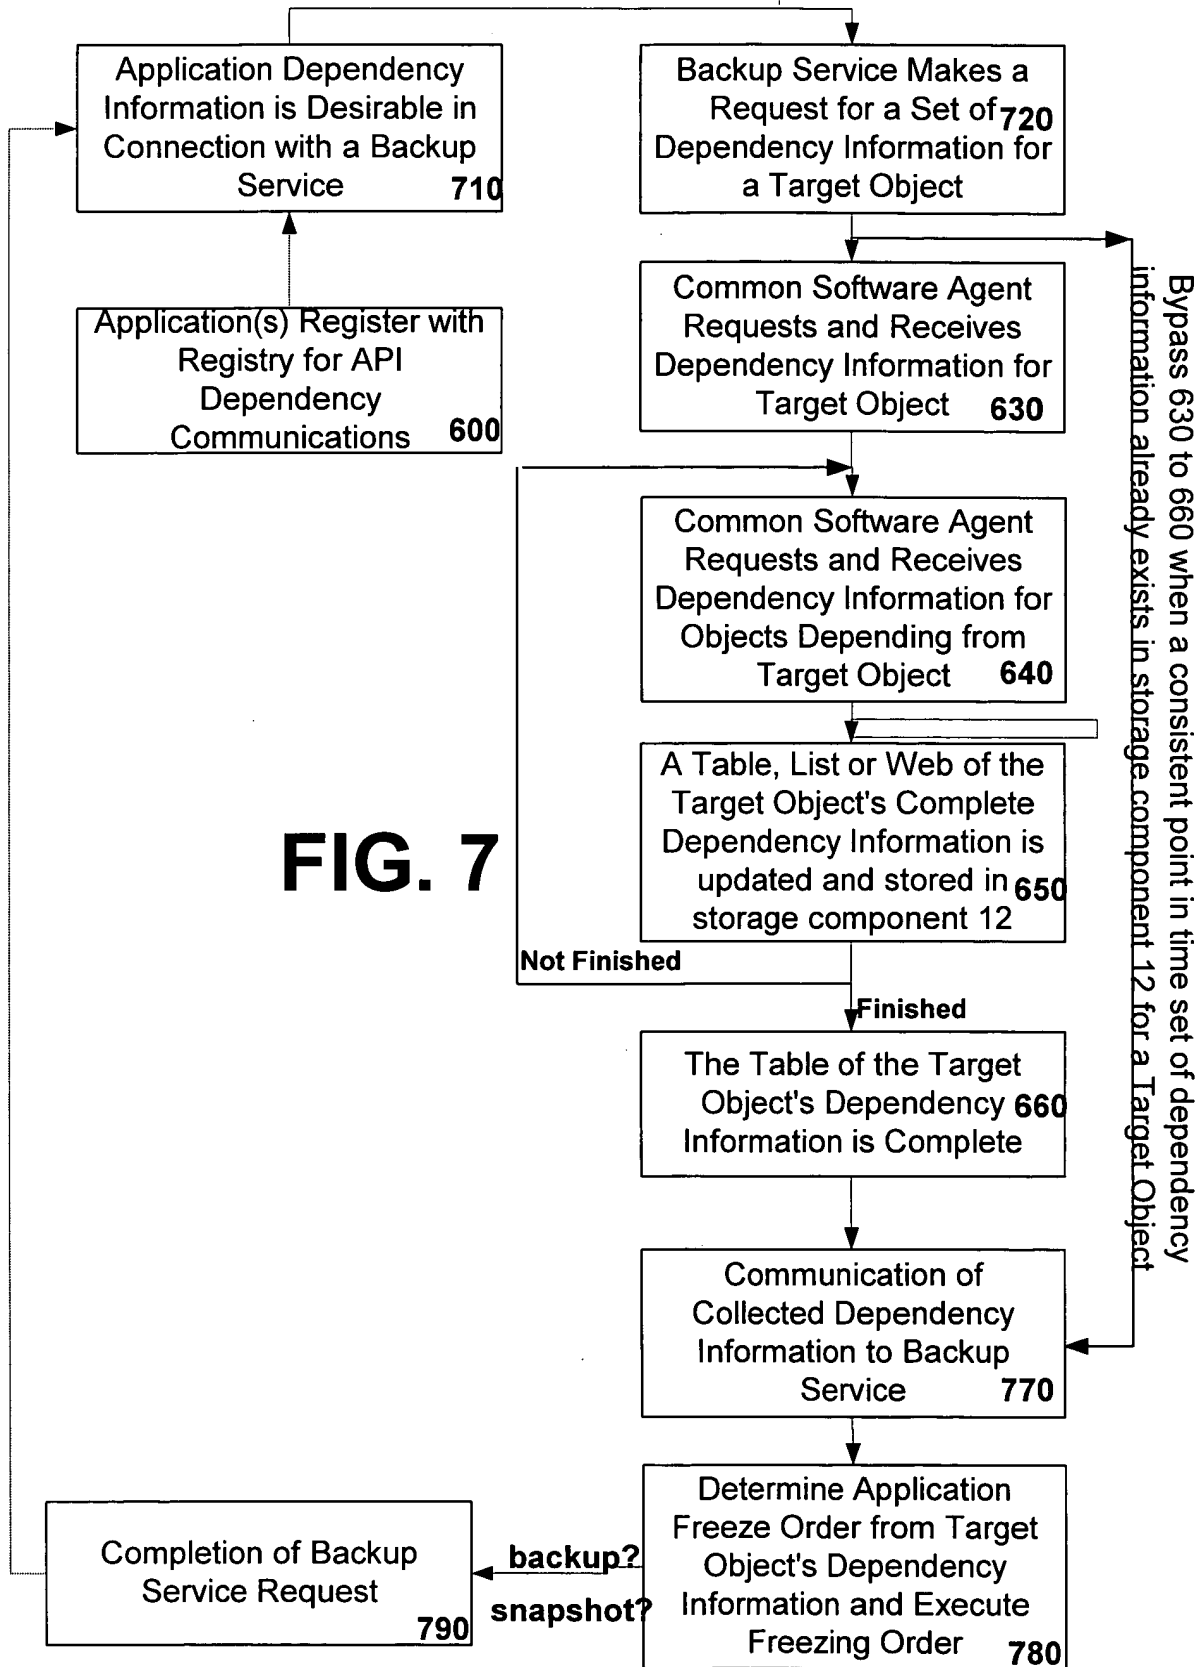 Application Dependency
Information is Desirable in
Connection with a Backup
Service 710
Application(s) Register with
Registry for API
Dependency
Communications 600
Backup Service Makes a
Request for a Set of 720
Dependency Information for
a Target Object
Common Software Agent
Requests and Receives
Dependency Information for
Target Object 630
Common Software Agent
Requests and Receives
Dependency Information for
Objects Depending from
Target Object 640
A Table, List or Web of the
Target Object's Complete
Dependency Information is
updated and stored in 650
storage component 12
Not Finished
Finished
The Table of the Target
Object's Dependency 660
Information is Complete
Communication of
Collected Dependency
Information to Backup
Service 770
Determine Application
Freeze Order from Target
Object's Dependency
Information and Execute
Freezing Order 780
backup?
snapshot?
Completion of Backup
Service Request
790
Bypass 630 to 660 when a consistent point in time set of dependency
information already exists in storage component 12 for a Target Object
FIG. 7